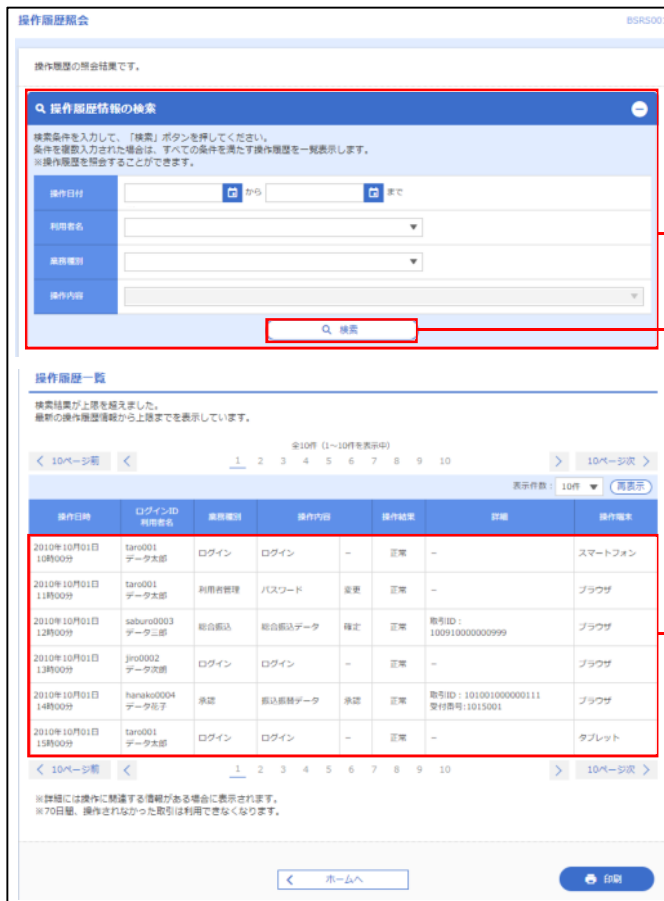 操作履歴照会
BSRS001
操作履歴の照会結果です。
操作履歴情報の検索
検索条件を入力して、「検索」ボタンを押してください。
条件を複数入力された場合は、すべての条件を満たす操作履歴を一覧表示します。
※操作履歴を照会することができます。
操作日付 から まで
利用者名
業務種別
操作内容
検索
操作履歴一覧
検索結果が上限を超えました。
最新の操作履歴情報から上限までを表示しています。
全10件（1～10件を表示中）
10ページ前 1 2 3 4 5 6 7 8 9 10 10ページ次
表示件数： 10件 再表示
操作日時 ログインID 利用者名 業務種別 操作内容 操作結果 詳細 操作端末
2010年10月01日 10時00分 taro001 データ太郎 ログイン ログイン － 正常 － スマートフォン
2010年10月01日 11時00分 taro001 データ太郎 利用者管理 パスワード 変更 正常 － ブラウザ
2010年10月01日 12時00分 saburo0003 データ三郎 総合振込 総合振込データ 確定 正常 取引ID： 100910000000999 ブラウザ
2010年10月01日 13時00分 jiro0002 データ次朗 ログイン ログイン － 正常 － ブラウザ
2010年10月01日 14時00分 hanako0004 データ花子 承認 振込振替データ 承認 正常 取引ID：101001000000111 受付番号:1015001 ブラウザ
2010年10月01日 15時00分 taro001 データ太郎 ログイン ログイン － 正常 － タブレット
10ページ前 1 2 3 4 5 6 7 8 9 10 10ページ次
※詳細には操作に関連する情報がある場合に表示されます。
※70日間、操作されなかった取引は利用できなくなります。
ホームへ
印刷